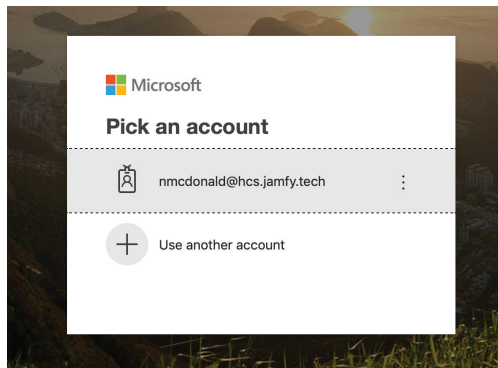 Microsoft
Pick an account
nmcdonald@hcs.jamfy.tech
Use another account